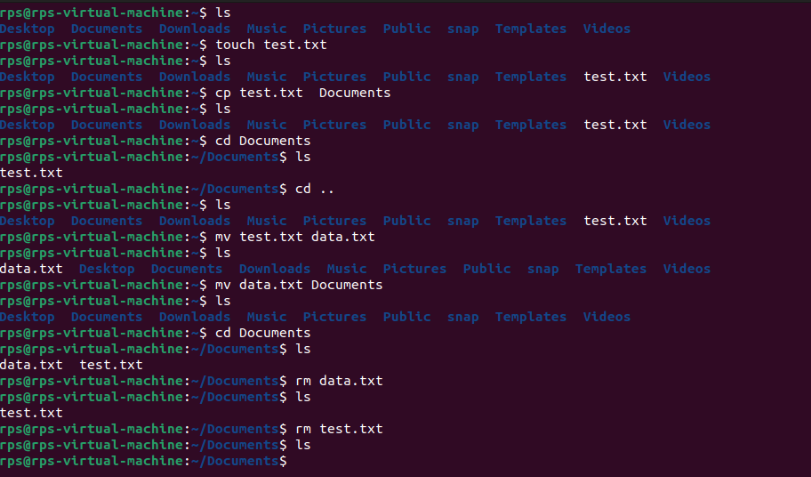 rps@rps-virtual-machine:~$ ls
Desktop  Documents  Downloads  Music  Pictures  Public  snap  Templates  Videos
rps@rps-virtual-machine:~$ touch test.txt
rps@rps-virtual-machine:~$ ls
Desktop  Documents  Downloads  Music  Pictures  Public  snap  Templates  test.txt  Videos
rps@rps-virtual-machine:~$ cp test.txt  Documents
rps@rps-virtual-machine:~$ ls
Desktop  Documents  Downloads  Music  Pictures  Public  snap  Templates  test.txt  Videos
rps@rps-virtual-machine:~$ cd Documents
rps@rps-virtual-machine:~/Documents$ ls
test.txt
rps@rps-virtual-machine:~/Documents$ cd ..
rps@rps-virtual-machine:~$ ls
Desktop  Documents  Downloads  Music  Pictures  Public  snap  Templates  test.txt  Videos
rps@rps-virtual-machine:~$ mv test.txt data.txt
rps@rps-virtual-machine:~$ ls
data.txt  Desktop  Documents  Downloads  Music  Pictures  Public  snap  Templates  Videos
rps@rps-virtual-machine:~$ mv data.txt Documents
rps@rps-virtual-machine:~$ ls
Desktop  Documents  Downloads  Music  Pictures  Public  snap  Templates  Videos
rps@rps-virtual-machine:~$ cd Documents
rps@rps-virtual-machine:~/Documents$ ls
data.txt  test.txt
rps@rps-virtual-machine:~/Documents$ rm data.txt
rps@rps-virtual-machine:~/Documents$ ls
test.txt
rps@rps-virtual-machine:~/Documents$ rm test.txt
rps@rps-virtual-machine:~/Documents$ ls
rps@rps-virtual-machine:~/Documents$